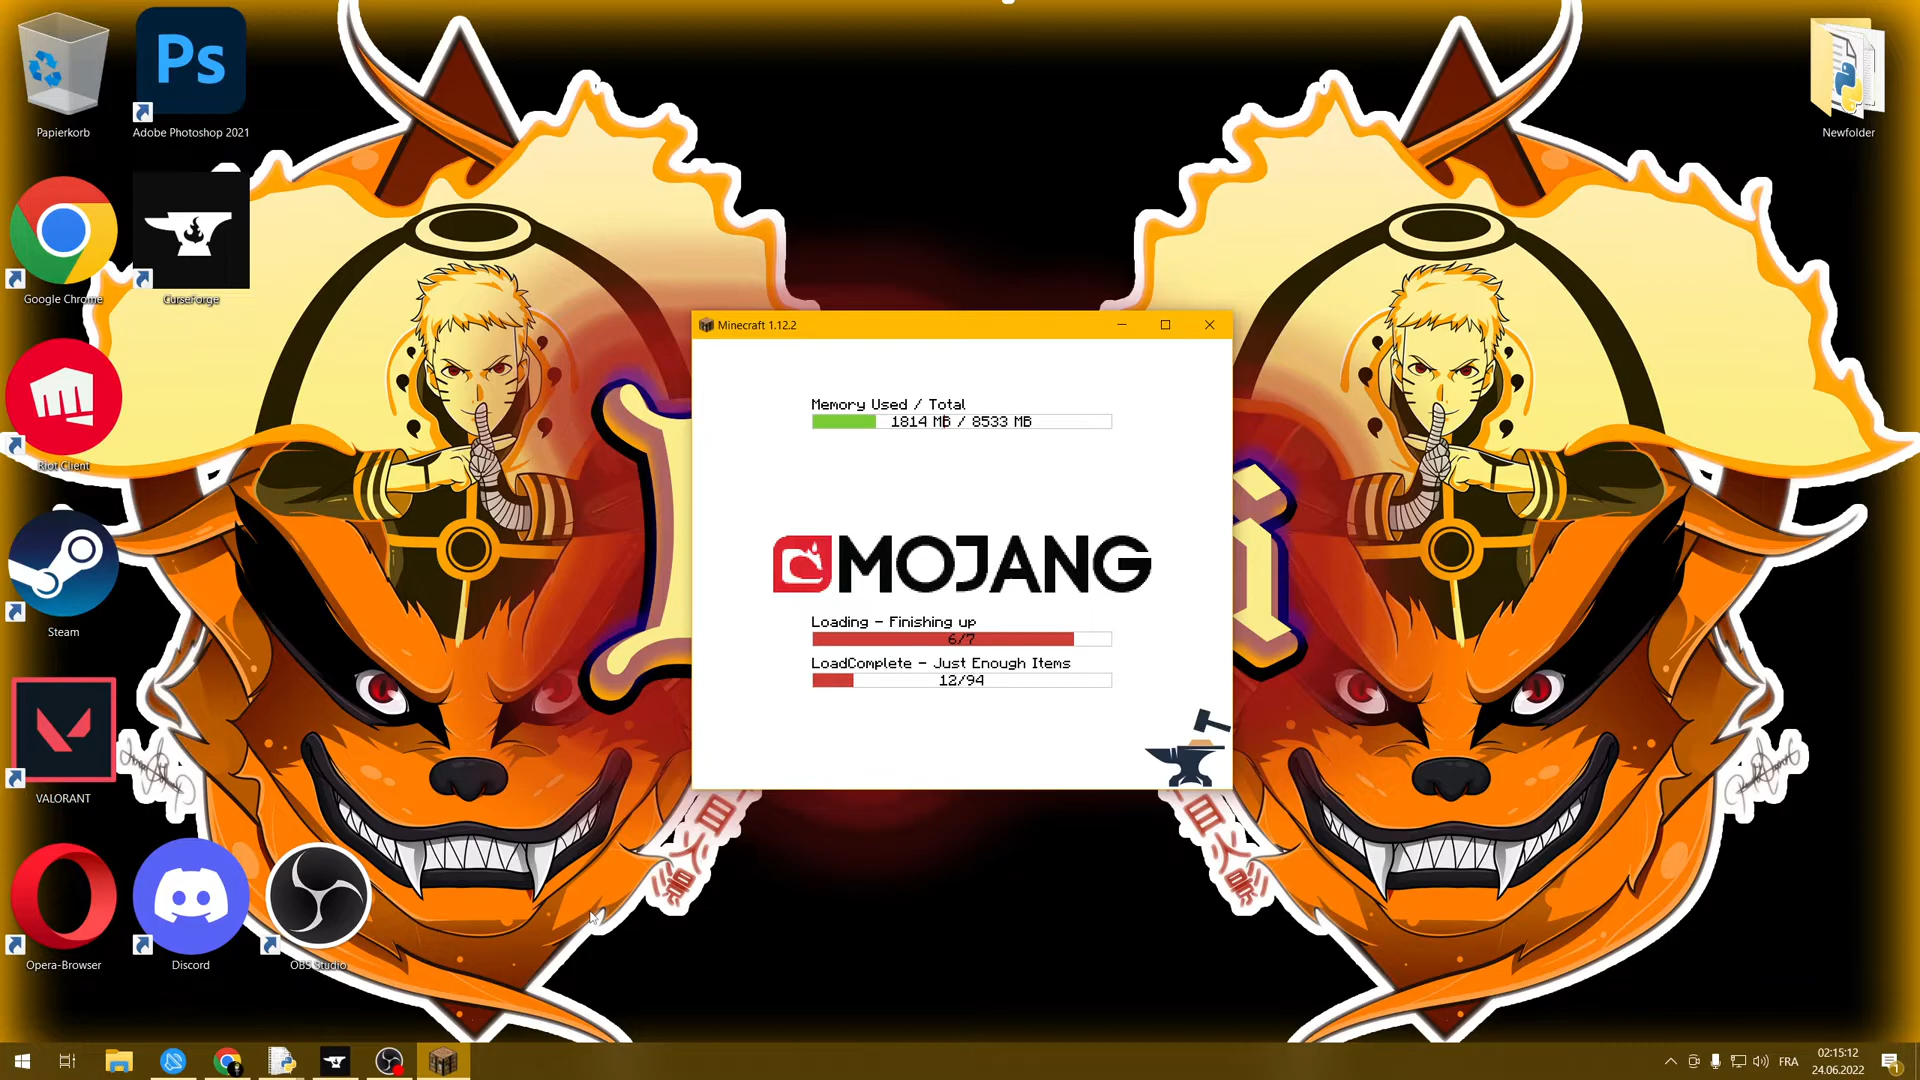 Ps
Papierkorb
Adobe Photoshop 2021
Newfolder
Google Chrome
CurseForge
Minecraft 1.12.2
Memory Used / Total
1814 MB / 8533 MB
Riot Client
MOJANG
Loading - Finishing up
6/7
LoadComplete - Just Enough Items
12/94
Steam
VALORANT
Opera-Browser
Discord
OBS Studio
FRA
02:15:12
24.06.2022
1